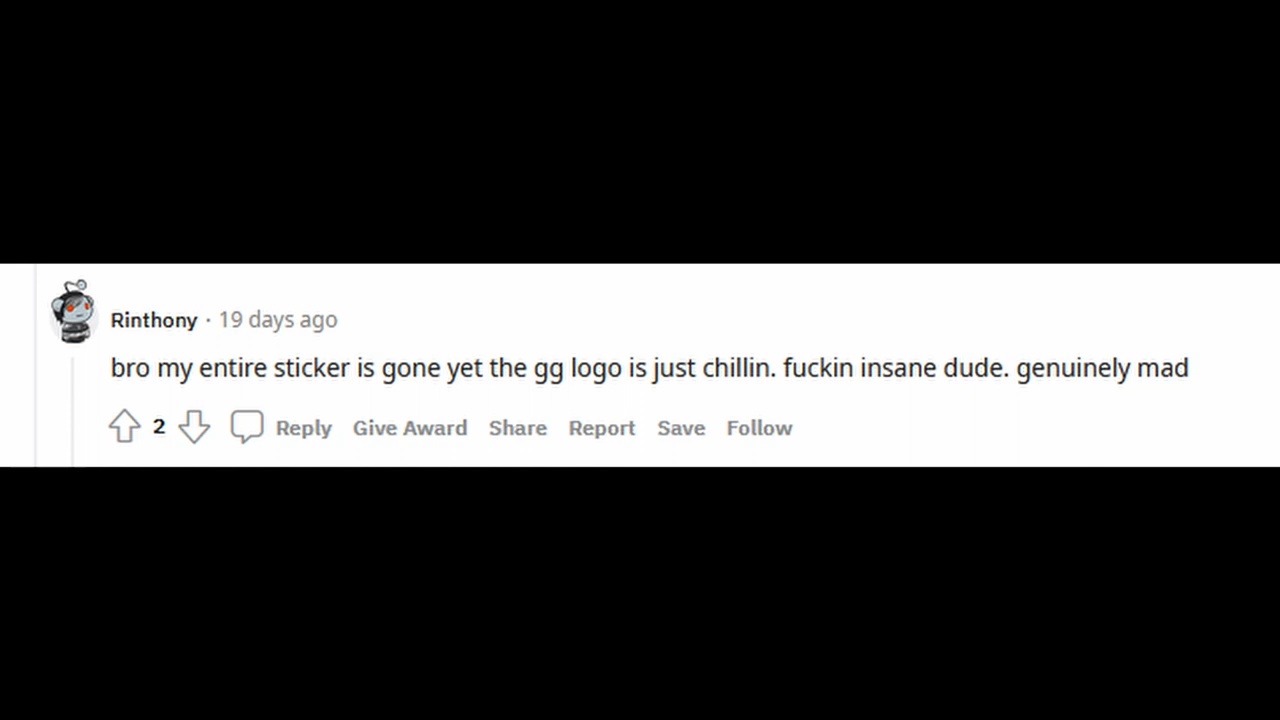 Rinthony · 19 days ago
bro my entire sticker is gone yet the gg logo is just chillin. fuckin insane dude. genuinely mad
2 Reply Give Award Share Report Save Follow